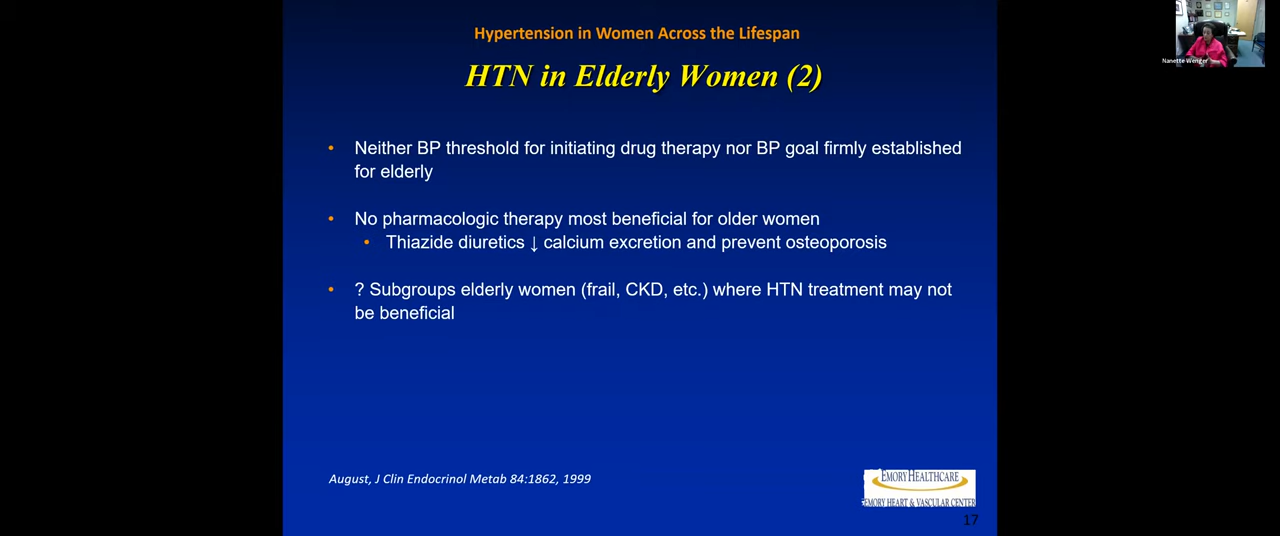 Hypertension in Women Across the Lifespan
HTN in Elderly Women (2)
Nanette Wenger
• Neither BP threshold for initiating drug therapy nor BP goal firmly established
for elderly
• No pharmacologic therapy most beneficial for older women
• Thiazide diuretics ↓ calcium excretion and prevent osteoporosis
• ? Subgroups elderly women (frail, CKD, etc.) where HTN treatment may not
be beneficial
August, J Clin Endocrinol Metab 84:1862, 1999
EMORY HEALTHCARE
EMORY HEART & VASCULAR CENTER
17